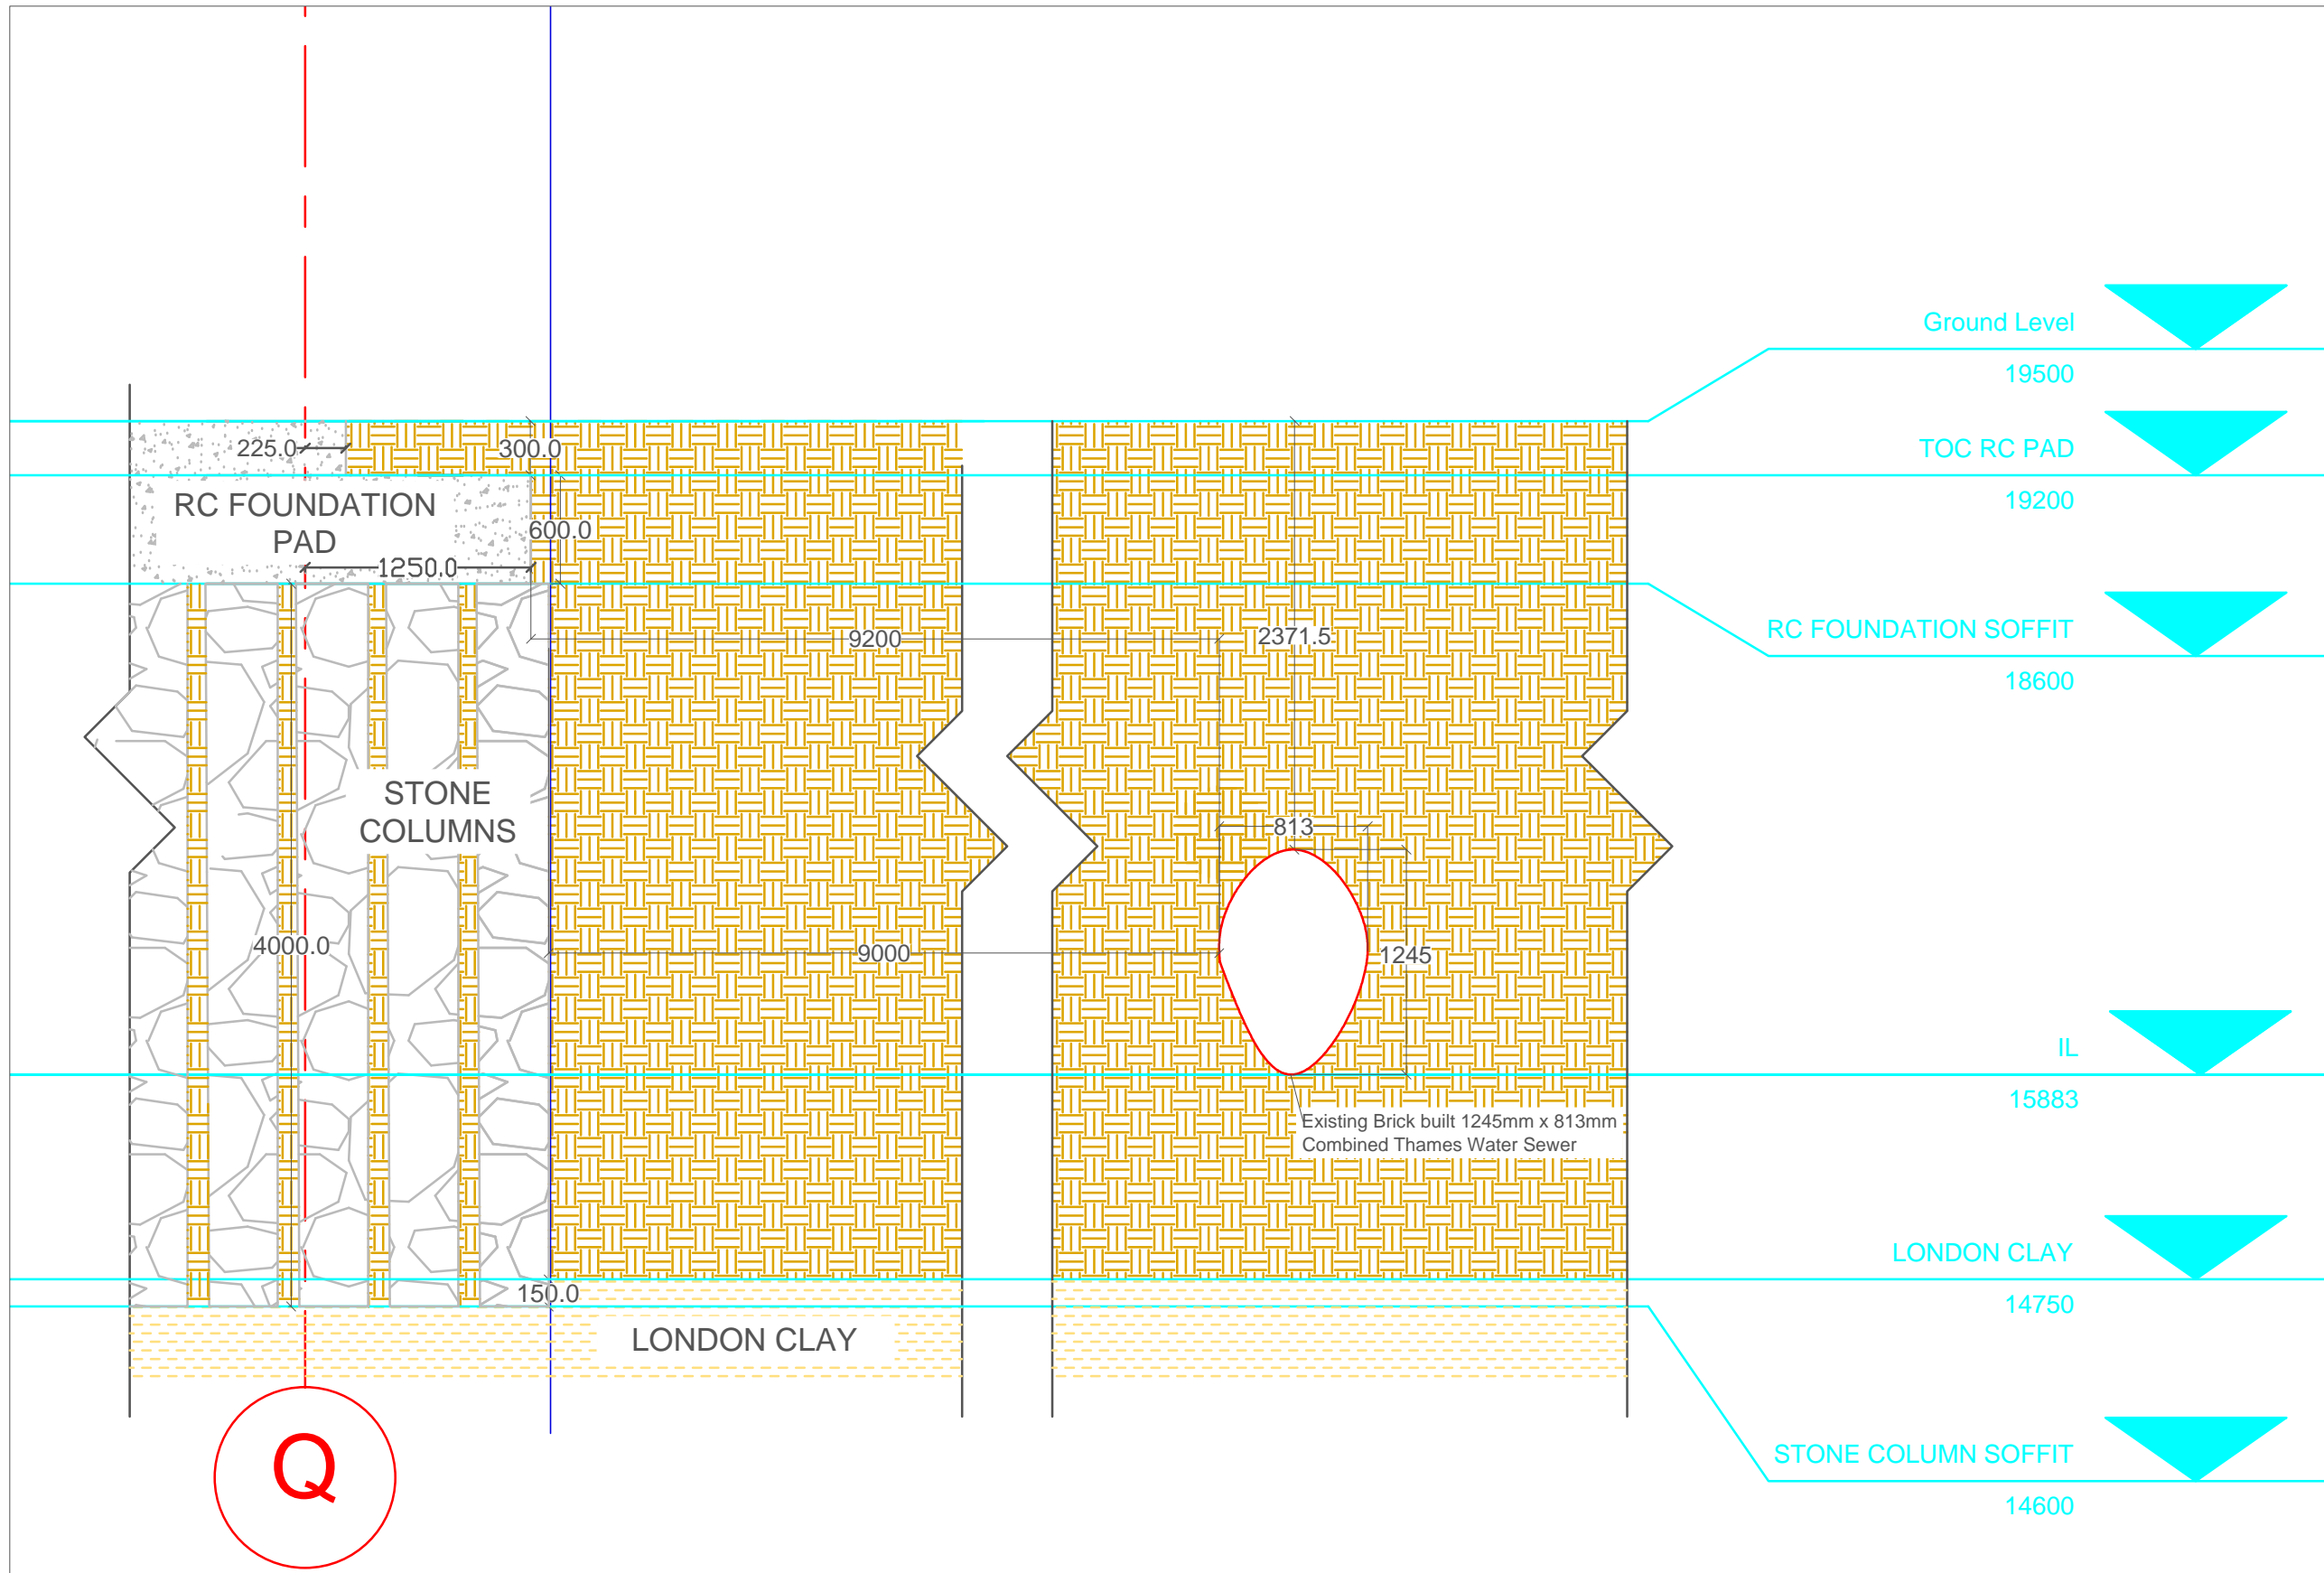 Ground Level
19500
TOC RC PAD
19200
225.0
300.0
RC FOUNDATION
PAD
600.0
1250.0
RC FOUNDATION SOFFIT
18600
9200
2371.5
STONE
COLUMNS
813
4000.0
9000
1245
IL
15883
Existing Brick built 1245mm x 813mm
Combined Thames Water Sewer
LONDON CLAY
14750
150.0
LONDON CLAY
STONE COLUMN SOFFIT
14600
Q